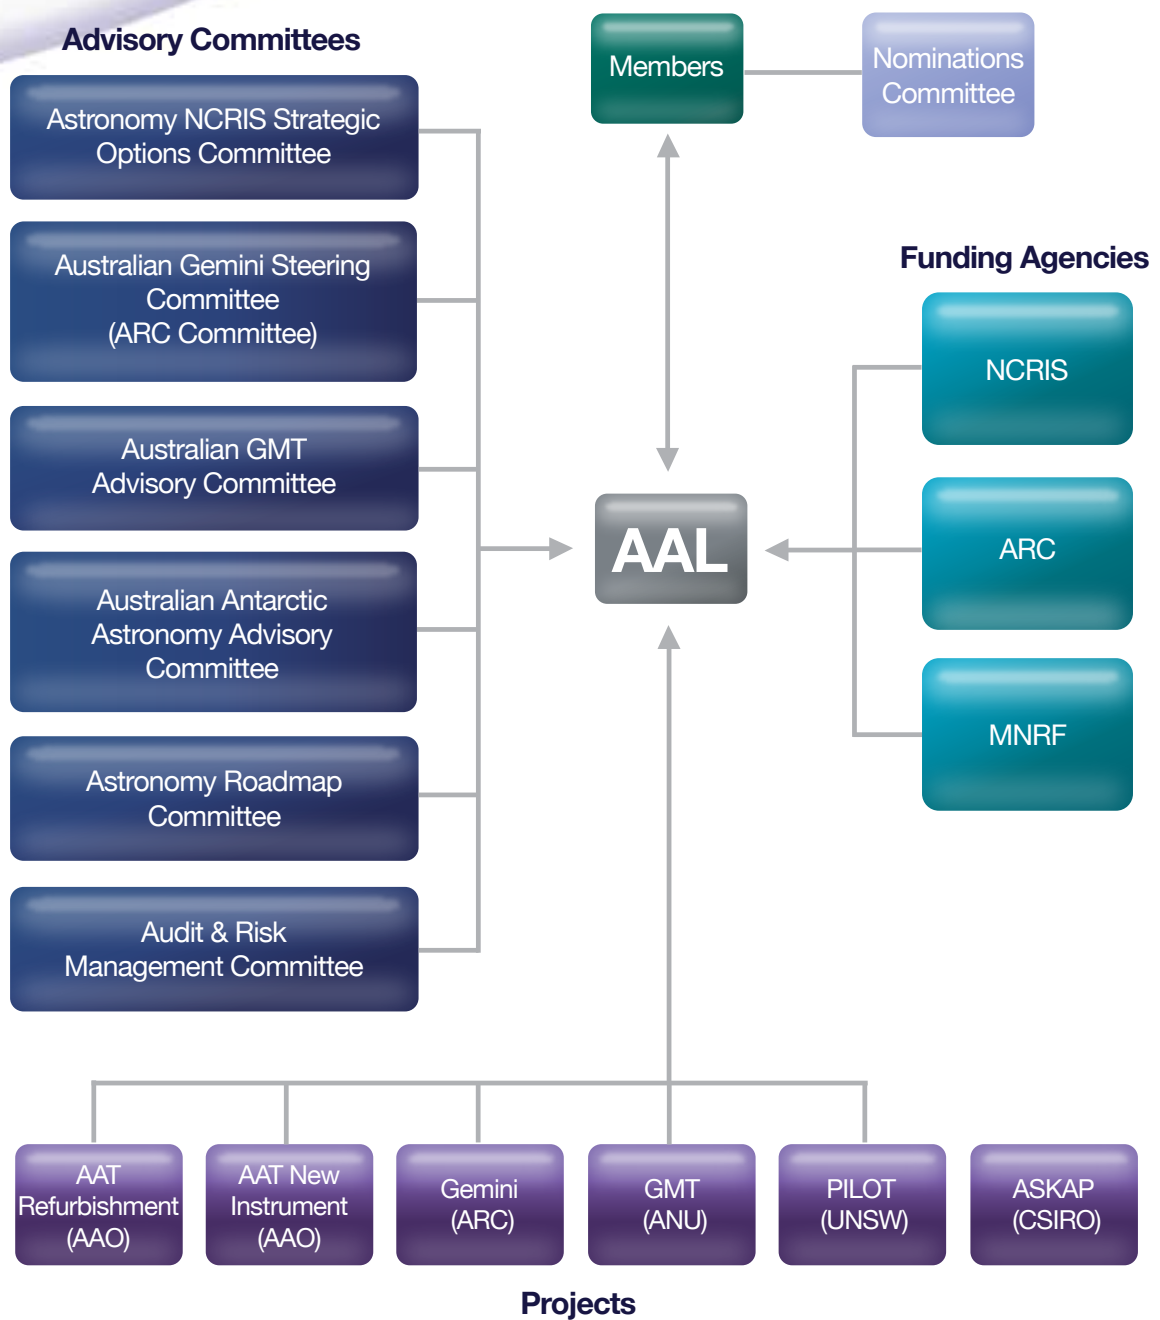 Advisory Committees
Astronomy NCRIS Strategic
Options Committee
Australian Gemini Steering
Committee
(ARC Committee)
Australian GMT
Advisory Committee
Australian Antarctic
Astronomy Advisory
Committee
Astronomy Roadmap
Committee
Audit & Risk
Management Committee
Members
Nominations
Committee
Funding Agencies
NCRIS
ARC
MNRF
AAL
AAT
Refurbishment
(AAO)
AAT New
Instrument
(AAO)
Gemini
(ARC)
GMT
(ANU)
PILOT
(UNSW)
ASKAP
(CSIRO)
Projects